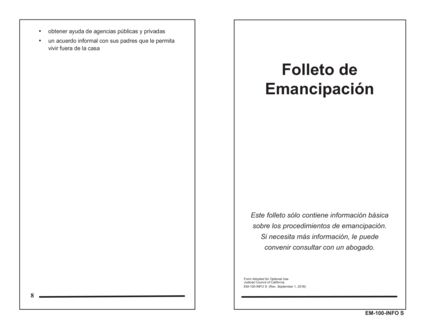 • obtener ayuda de agencias públicas y privadas
• un acuerdo informal con sus padres que le permita
vivir fuera de la casa
8
Folleto de
Emancipación
Este folleto sólo contiene información básica
sobre los procedimientos de emancipación.
Si necesita más información, le puede
convenir consultar con un abogado.
Form Adopted for Optional Use
Judicial Council of California
EM-100-INFO S (Rev. September 1, 2018)
EM-100-INFO S